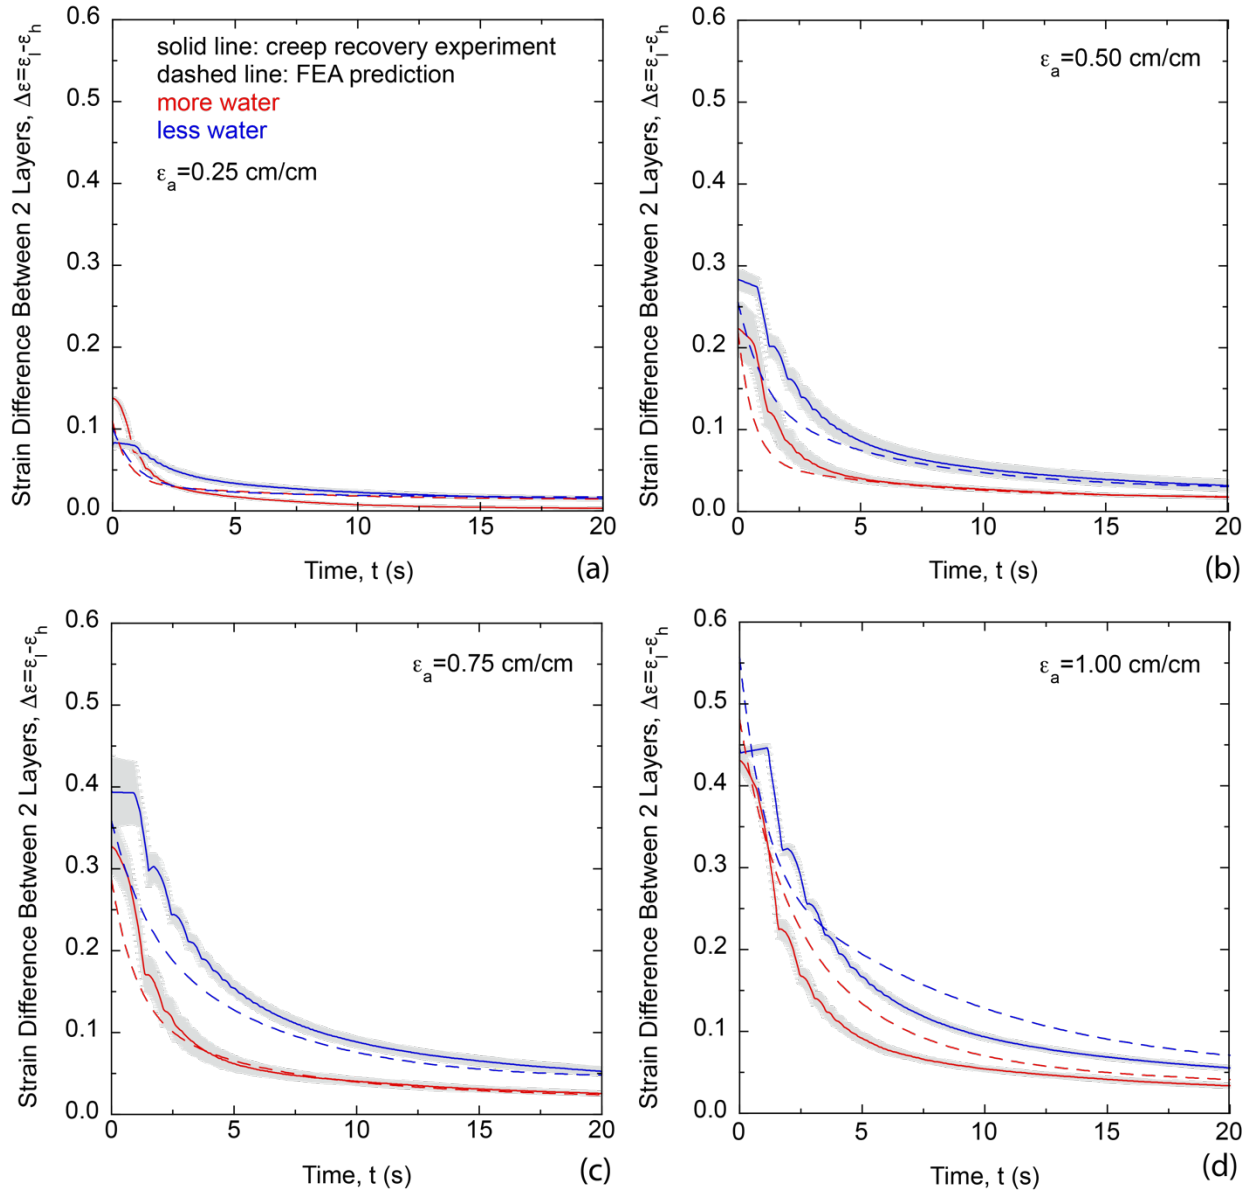 Strain Difference Between 2 Layers, Δε=ε_l-ε_h
0.6
0.5
0.4
0.3
0.2
0.1
0.0
solid line: creep recovery experiment
dashed line: FEA prediction
more water
less water
ε_a=0.25 cm/cm
0 5 10 15 20
Time, t (s)
(a)
Strain Difference Between 2 Layers, Δε=ε_l-ε_h
0.6
0.5
0.4
0.3
0.2
0.1
0.0
ε_a=0.50 cm/cm
0 5 10 15 20
Time, t (s)
(b)
Strain Difference Between 2 Layers, Δε=ε_l-ε_h
0.6
0.5
0.4
0.3
0.2
0.1
0.0
ε_a=0.75 cm/cm
0 5 10 15 20
Time, t (s)
(c)
Strain Difference Between 2 Layers, Δε=ε_l-ε_h
0.6
0.5
0.4
0.3
0.2
0.1
0.0
ε_a=1.00 cm/cm
0 5 10 15 20
Time, t (s)
(d)